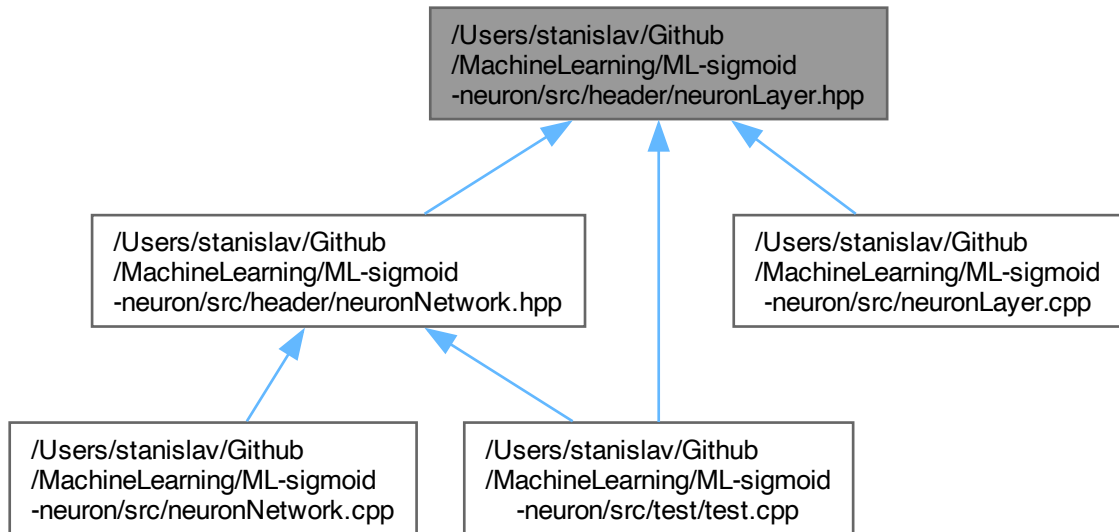 /Users/stanislav/Github
/MachineLearning/ML-sigmoid
-neuron/src/header/neuronLayer.hpp
/Users/stanislav/Github
/MachineLearning/ML-sigmoid
-neuron/src/header/neuronNetwork.hpp
/Users/stanislav/Github
/MachineLearning/ML-sigmoid
-neuron/src/neuronLayer.cpp
/Users/stanislav/Github
/MachineLearning/ML-sigmoid
-neuron/src/neuronNetwork.cpp
/Users/stanislav/Github
/MachineLearning/ML-sigmoid
-neuron/src/test/test.cpp